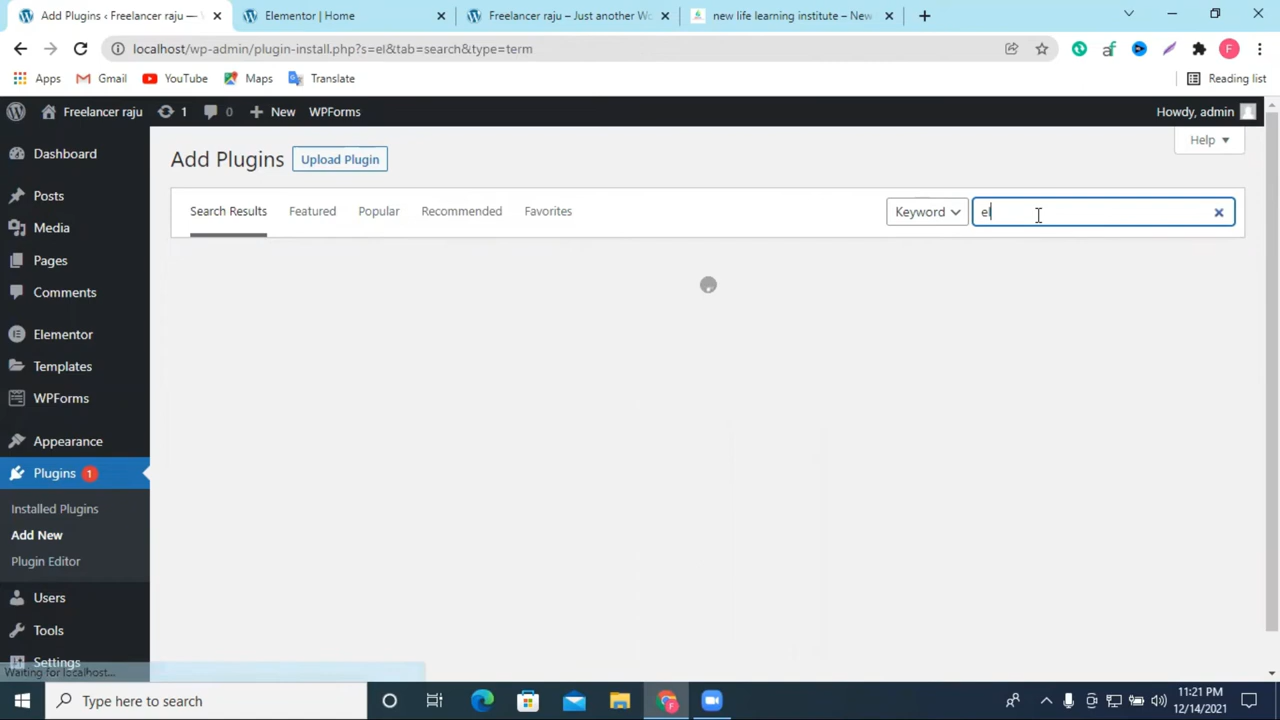 Add Plugins ‹ Freelancer raju —
Elementor | Home
Freelancer raju – Just another Wo
new life learning institute – New
localhost/wp-admin/plugin-install.php?s=el&tab=search&type=term
F
Apps
Gmail
YouTube
Maps
Translate
Reading list
Freelancer raju
1
0
New
WPForms
Howdy, admin
Dashboard
Posts
Media
Pages
Comments
Elementor
Templates
WPForms
Appearance
Plugins 1
Installed Plugins
Add New
Plugin Editor
Users
Tools
Settings
Add Plugins
Upload Plugin
Help
Search Results
Featured
Popular
Recommended
Favorites
Keyword
el
Waiting for localhost...
Type here to search
11:21 PM
12/14/2021